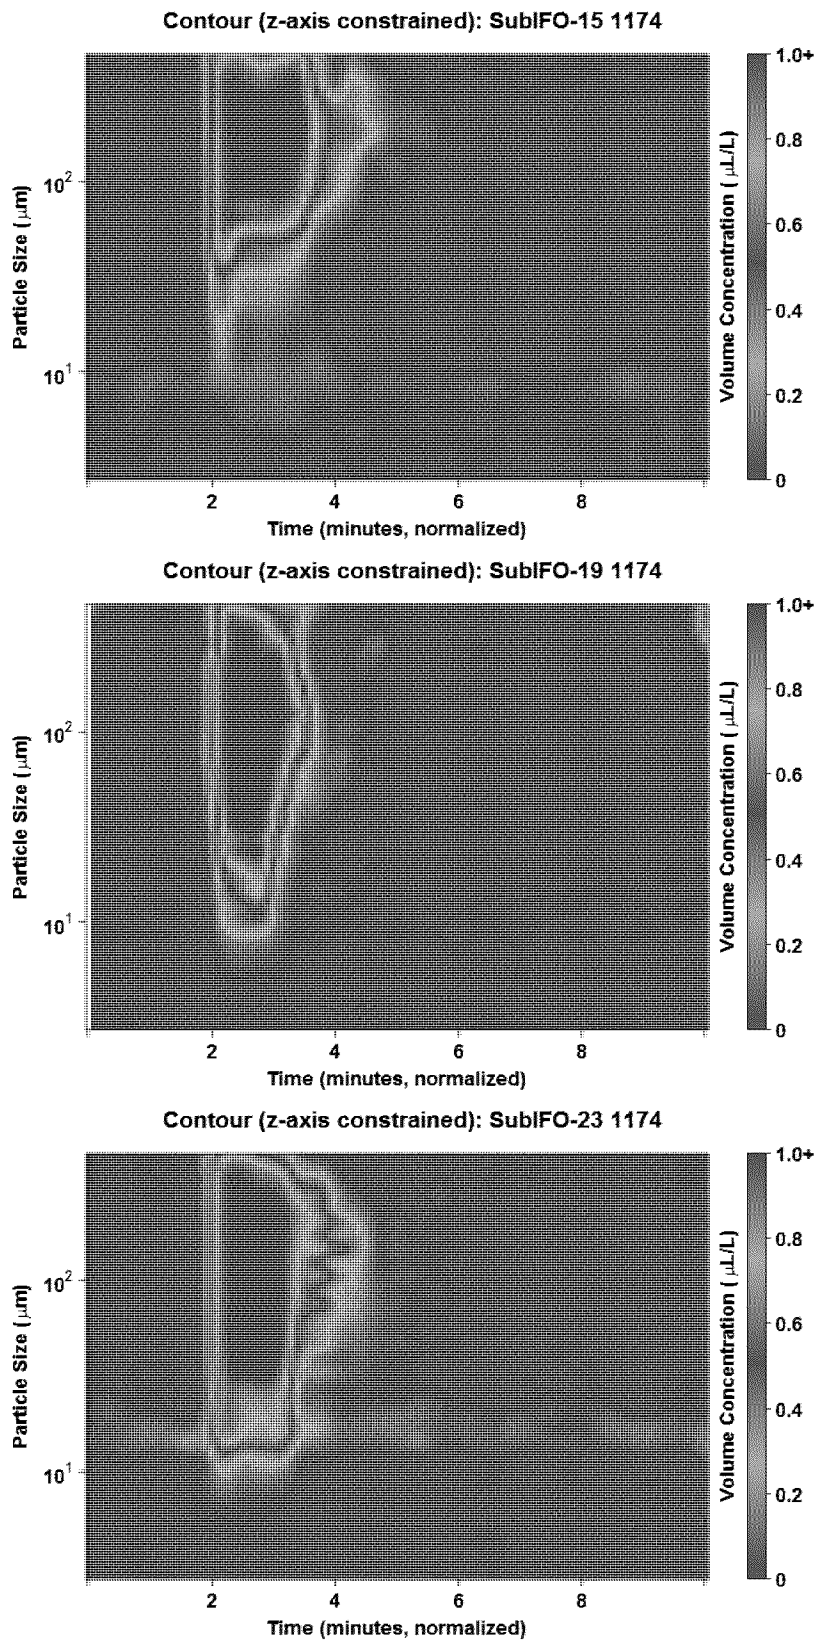 Contour (z-axis constrained): SubIFO-15 1174
1.0+
0.8
0.6
0.4
0.2
0
Volume Concentration ( μL/L)
Particle Size (μm)
10²
10¹
2 4 6 8
Time (minutes, normalized)
Contour (z-axis constrained): SubIFO-19 1174
1.0+
0.8
0.6
0.4
0.2
0
Volume Concentration ( μL/L)
Particle Size (μm)
10²
10¹
2 4 6 8
Time (minutes, normalized)
Contour (z-axis constrained): SubIFO-23 1174
1.0+
0.8
0.6
0.4
0.2
0
Volume Concentration ( μL/L)
Particle Size (μm)
10²
10¹
2 4 6 8
Time (minutes, normalized)